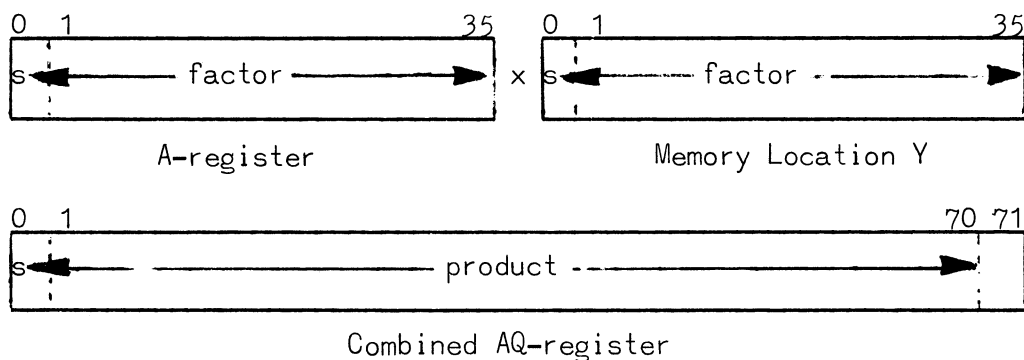 0 1 35 0 1 35
s factor x s factor
A-register Memory Location Y
0 1 70 71
s product
Combined AQ-register